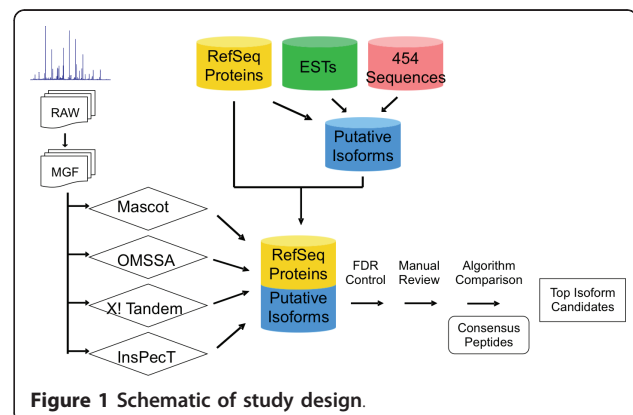 RefSeq
Proteins
ESTs
454
Sequences
RAW
Putative
Isoforms
MGF
Mascot
OMSSA
X! Tandem
InsPecT
RefSeq
Proteins
Putative
Isoforms
FDR
Control
Manual
Review
Algorithm
Comparison
Consensus
Peptides
Top Isoform
Candidates
Figure 1 Schematic of study design.